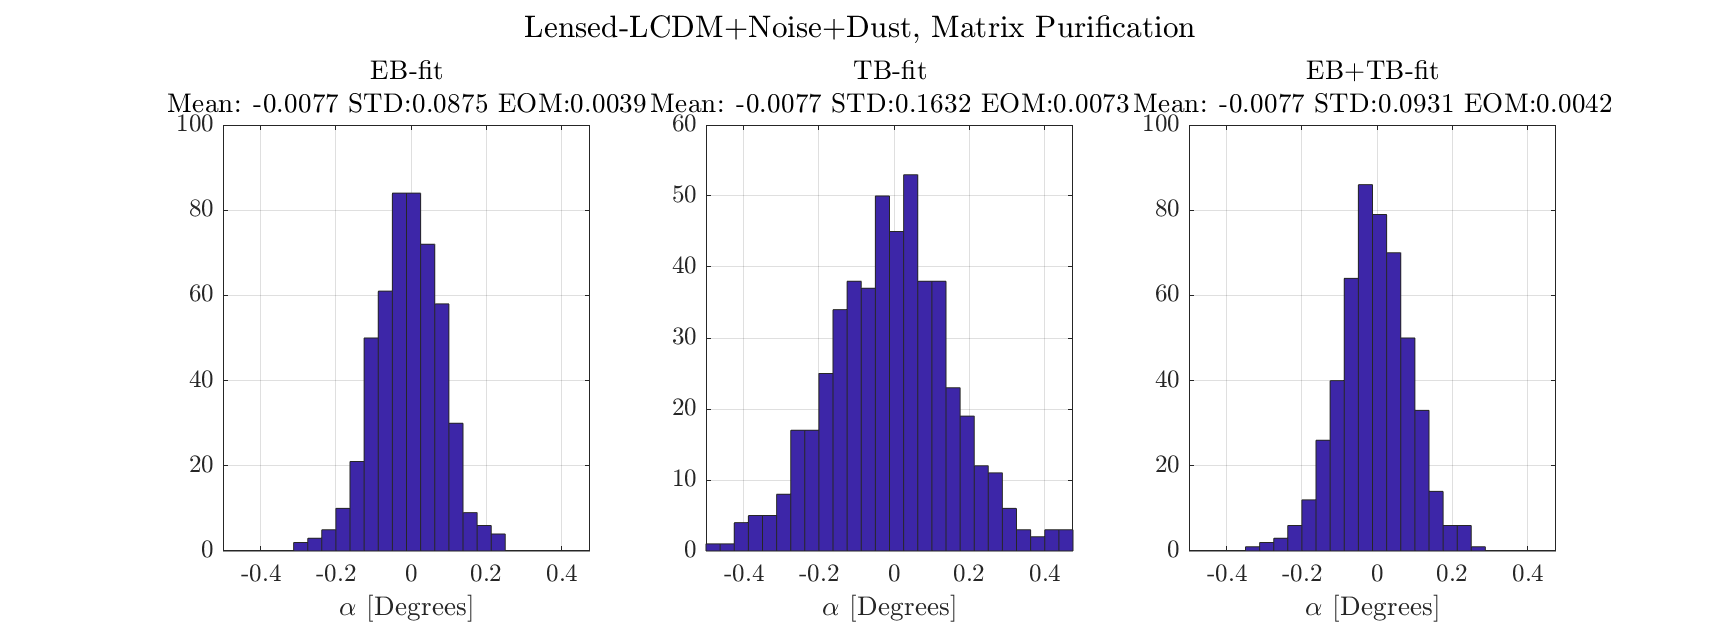 Lensed-LCDM+Noise+Dust, Matrix Purification
EB-fit
Mean: -0.0077 STD:0.0875 EOM:0.0039
100
80
60
40
20
0
-0.4 -0.2 0 0.2 0.4
α [Degrees]
TB-fit
Mean: -0.0077 STD:0.1632 EOM:0.0073
60
50
40
30
20
10
0
-0.4 -0.2 0 0.2 0.4
α [Degrees]
EB+TB-fit
Mean: -0.0077 STD:0.0931 EOM:0.0042
100
80
60
40
20
0
-0.4 -0.2 0 0.2 0.4
α [Degrees]